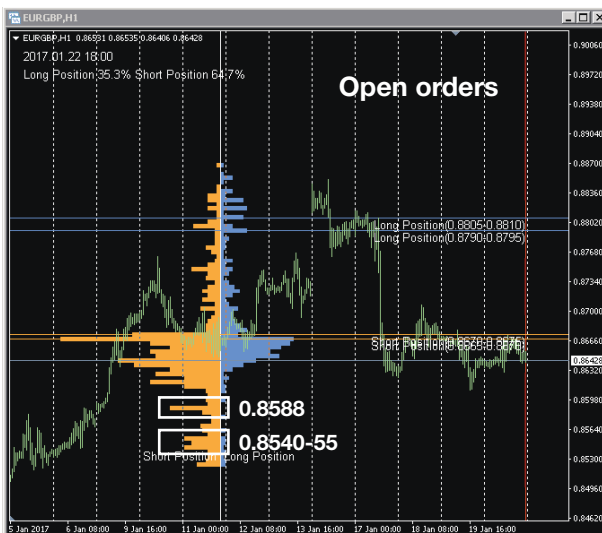 EURGBP,H1
EURGBP,H1 0.86531 0.86535 0.86406 0.86428
2017.01.22 18:00
Long Position 35.3% Short Position 64.7%
Open orders
Long Position(0.8805-0.8810)
Long Position(0.8790-0.8795)
0.8588
0.8540-55
Short Position Long Position
0.90060
0.89720
0.89380
0.89040
0.88700
0.88360
0.88020
0.87680
0.87340
0.87000
0.86660
0.86428
0.86320
0.85980
0.85640
0.85300
0.84960
0.84620
5 Jan 2017 6 Jan 08:00 9 Jan 16:00 11 Jan 00:00 12 Jan 08:00 13 Jan 16:00 17 Jan 00:00 18 Jan 08:00 19 Jan 16:00